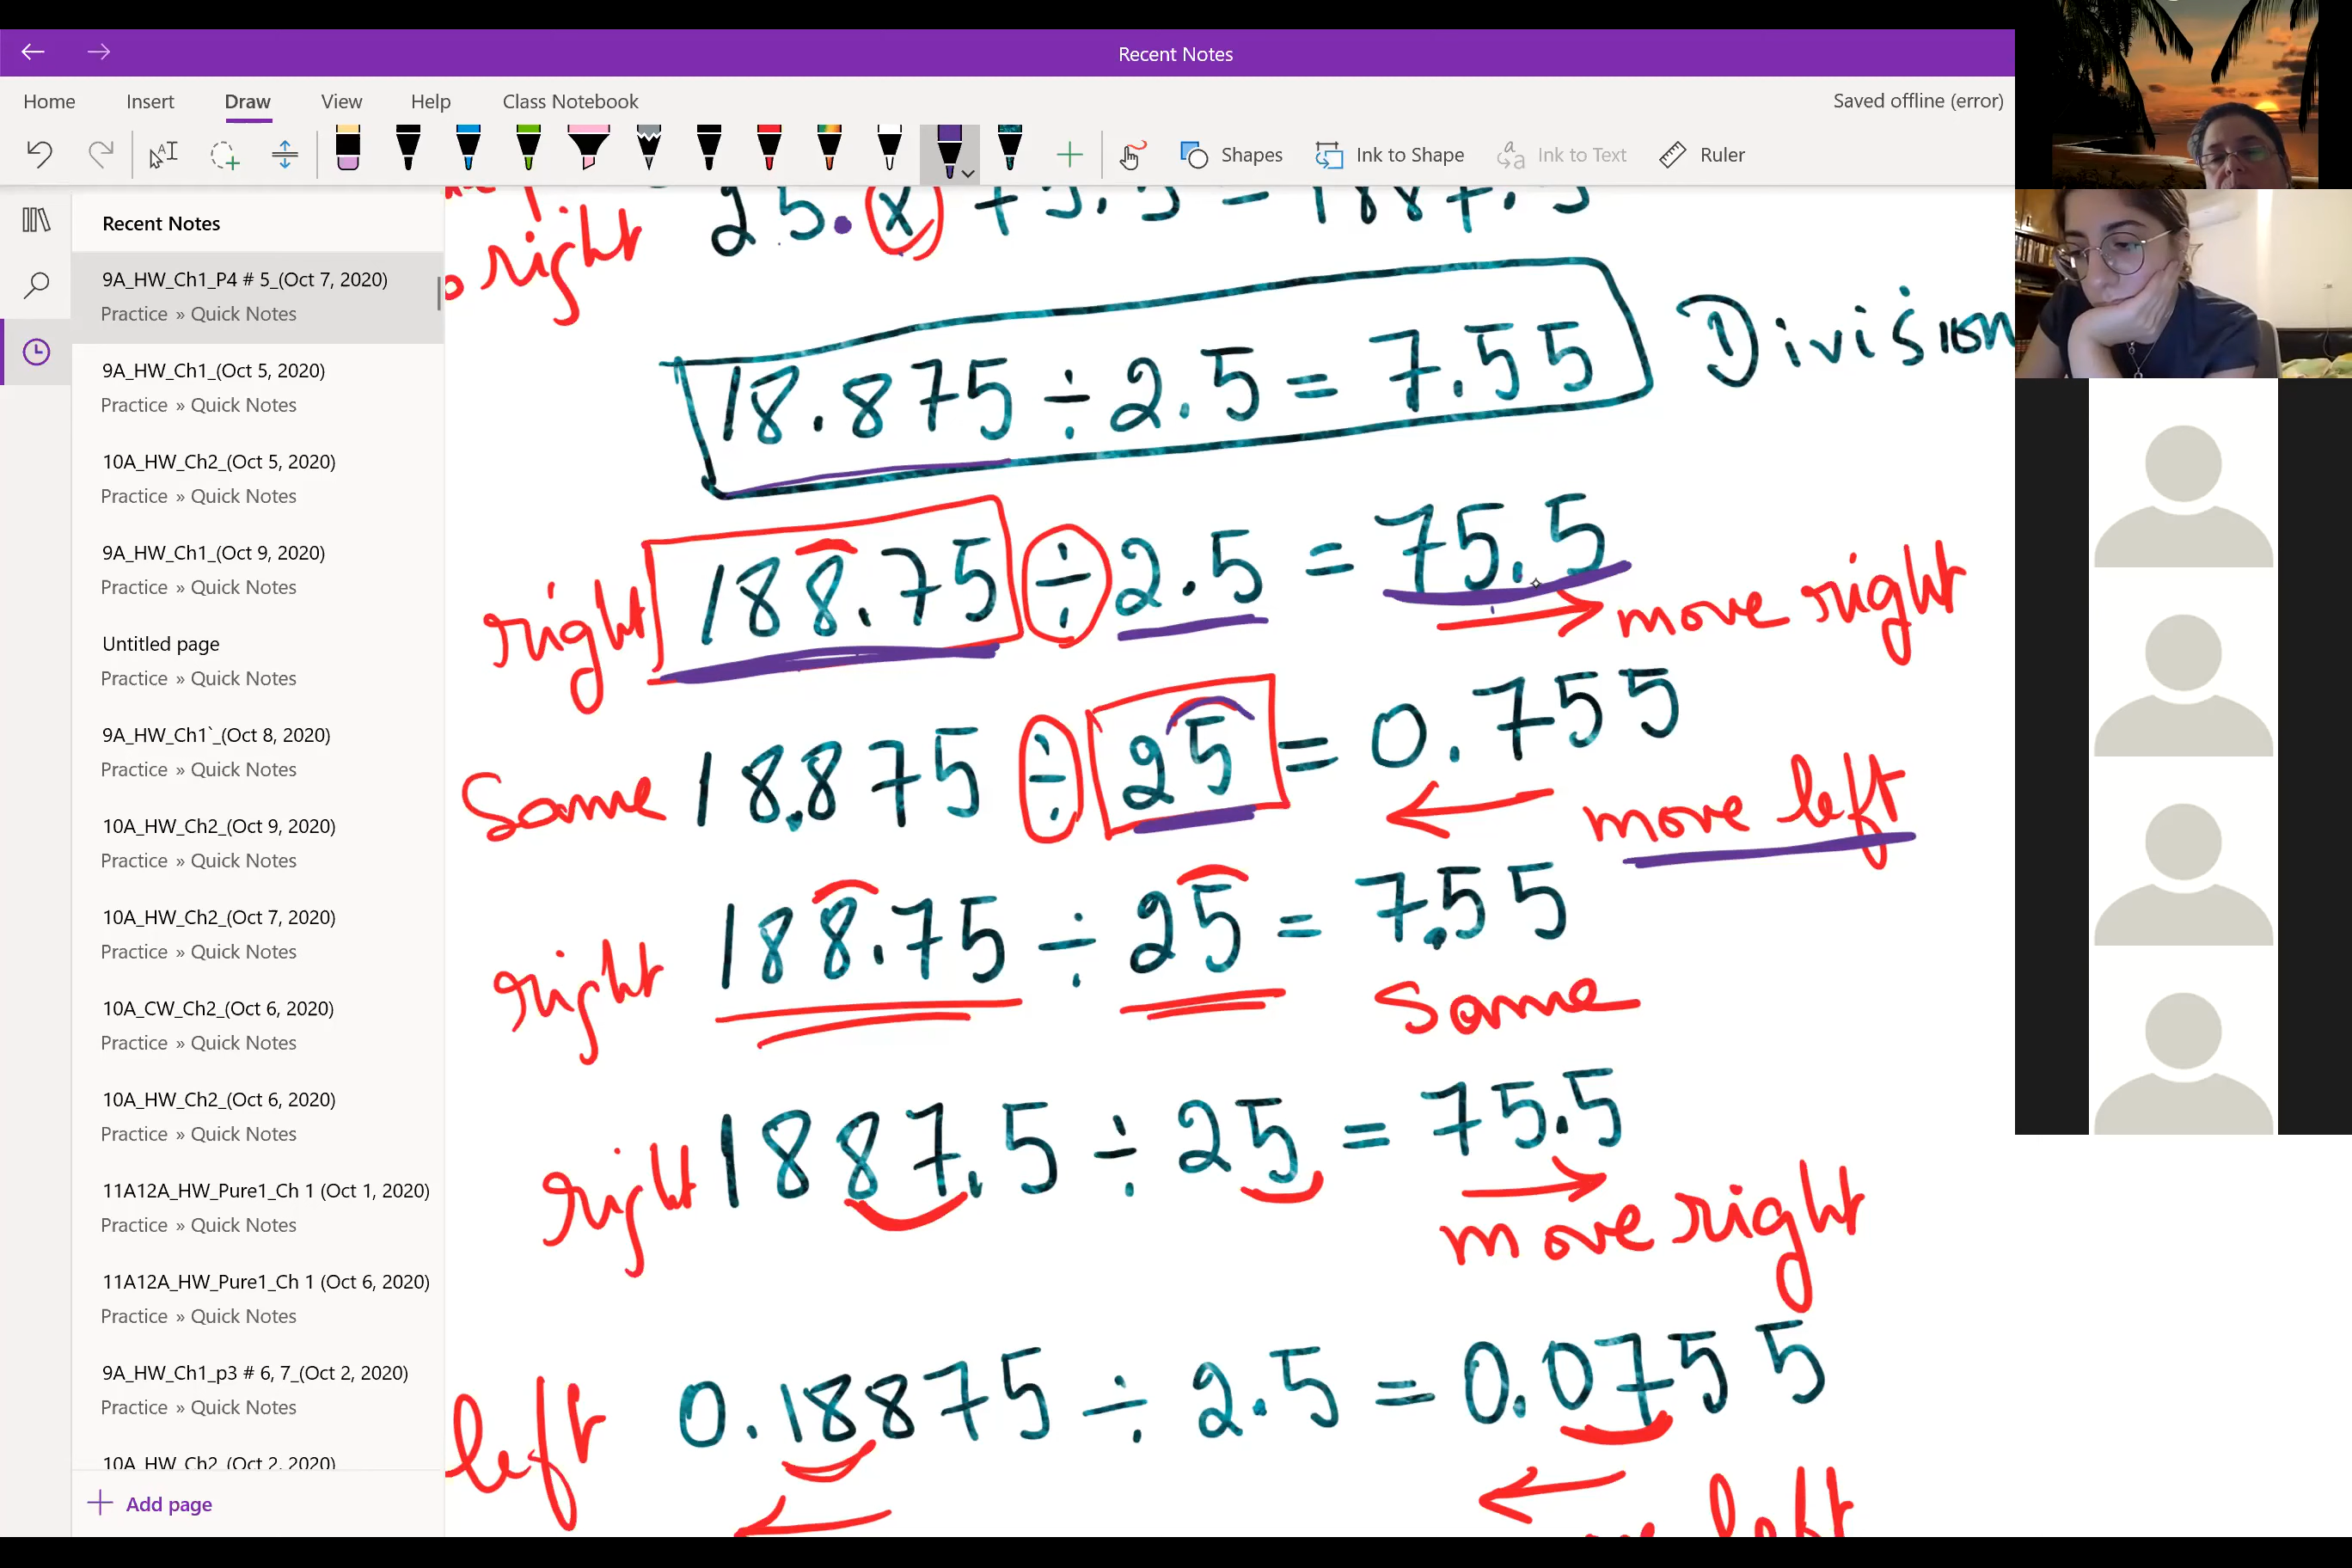 Recent Notes
Home Insert Draw View Help Class Notebook
Saved offline (error)
Shapes Ink to Shape Ink to Text Ruler
Recent Notes
9A_HW_Ch1_P4 # 5_(Oct 7, 2020)
Practice » Quick Notes
9A_HW_Ch1_(Oct 5, 2020)
Practice » Quick Notes
10A_HW_Ch2_(Oct 5, 2020)
Practice » Quick Notes
9A_HW_Ch1_(Oct 9, 2020)
Practice » Quick Notes
Untitled page
Practice » Quick Notes
9A_HW_Ch1`_(Oct 8, 2020)
Practice » Quick Notes
10A_HW_Ch2_(Oct 9, 2020)
Practice » Quick Notes
10A_HW_Ch2_(Oct 7, 2020)
Practice » Quick Notes
10A_CW_Ch2_(Oct 6, 2020)
Practice » Quick Notes
10A_HW_Ch2_(Oct 6, 2020)
Practice » Quick Notes
11A12A_HW_Pure1_Ch 1 (Oct 1, 2020)
Practice » Quick Notes
11A12A_HW_Pure1_Ch 1 (Oct 6, 2020)
Practice » Quick Notes
9A_HW_Ch1_p3 # 6, 7_(Oct 2, 2020)
Practice » Quick Notes
10A_HW_Ch2_(Oct 2, 2020)
Add page
right
18.875 ÷ 2.5 = 7.55 Division
right 188.75 ÷ 2.5 = 75.5
move right
Same 18.875 ÷ 25 = 0.755
move left
right 188.75 ÷ 25 = 7.55
Same
right 1887.5 ÷ 25 = 75.5
move right
left 0.18875 ÷ 2.5 = 0.0755
left